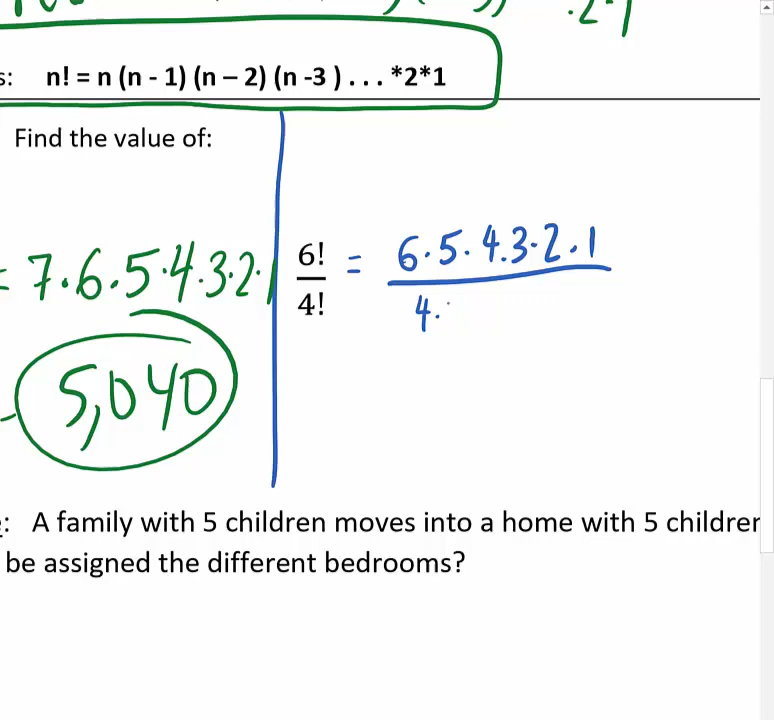 . 2 . 1
s: n! = n (n - 1) (n – 2) (n -3 ) . . . *2*1
Find the value of:
= 7.6.5.4.3.2.1
6!/4! = 6.5.4.3.2.1/4.
5,040
: A family with 5 children moves into a home with 5 children
be assigned the different bedrooms?